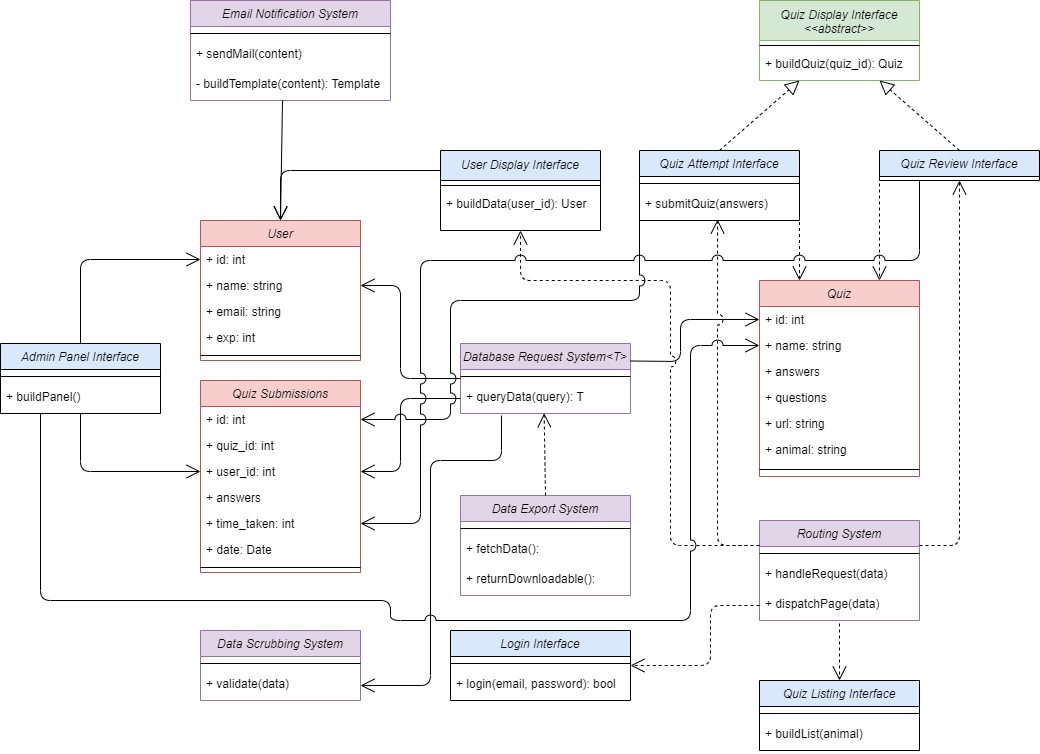 Email Notification System
+ sendMail(content)
- buildTemplate(content): Template
Quiz Display Interface
<<abstract>>
+ buildQuiz(quiz_id): Quiz
User Display Interface
+ buildData(user_id): User
Quiz Attempt Interface
+ submitQuiz(answers)
Quiz Review Interface
User
+ id: int
+ name: string
+ email: string
+ exp: int
Quiz
+ id: int
+ name: string
+ answers
+ questions
+ url: string
+ animal: string
Admin Panel Interface
+ buildPanel()
Database Request System<T>
+ queryData(query): T
Quiz Submissions
+ id: int
+ quiz_id: int
+ user_id: int
+ answers
+ time_taken: int
+ date: Date
Data Export System
+ fetchData():
+ returnDownloadable():
Routing System
+ handleRequest(data)
+ dispatchPage(data)
Data Scrubbing System
+ validate(data)
Login Interface
+ login(email, password): bool
Quiz Listing Interface
+ buildList(animal)